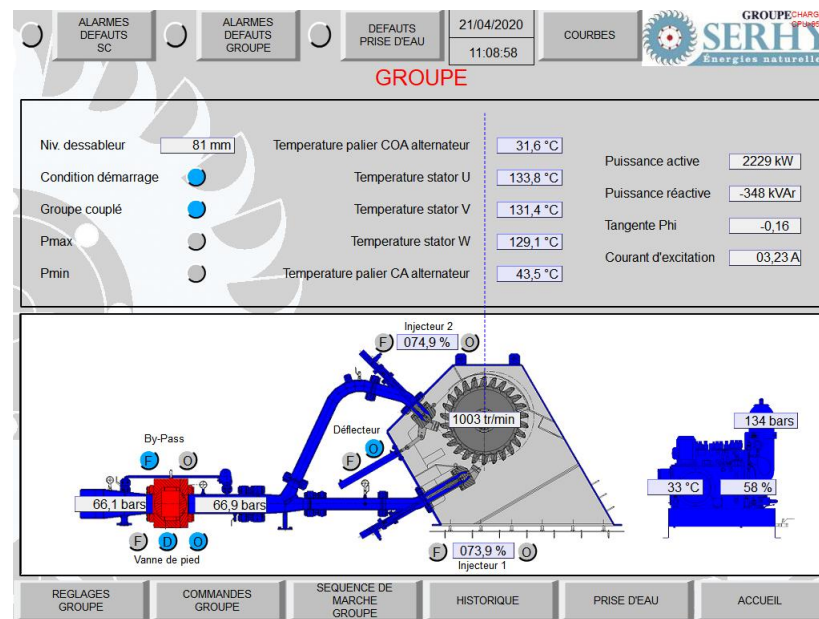 ALARMES
DEFAUTS
SC
ALARMES
DEFAUTS
GROUPE
DEFAUTS
PRISE D'EAU
21/04/2020
11:08:58
COURBES
GROUPE
SERHY
Énergies naturelle
GROUPE
Niv. dessableur 81 mm
Condition démarrage
Groupe couplé
Pmax
Pmin
Temperature palier COA alternateur 31,6 °C
Temperature stator U 133,8 °C
Temperature stator V 131,4 °C
Temperature stator W 129,1 °C
Temperature palier CA alternateur 43,5 °C
Puissance active 2229 kW
Puissance réactive -348 kVAr
Tangente Phi -0,16
Courant d'excitation 03,23 A
Injecteur 2
F 074,9 % O
1003 tr/min
Déflecteur
F O
By-Pass
F O
66,1 bars
66,9 bars
F D O
Vanne de pied
F 073,9 % O
Injecteur 1
134 bars
33 °C
58 %
REGLAGES
GROUPE
COMMANDES
GROUPE
SEQUENCE DE
MARCHE
GROUPE
HISTORIQUE
PRISE D'EAU
ACCUEIL